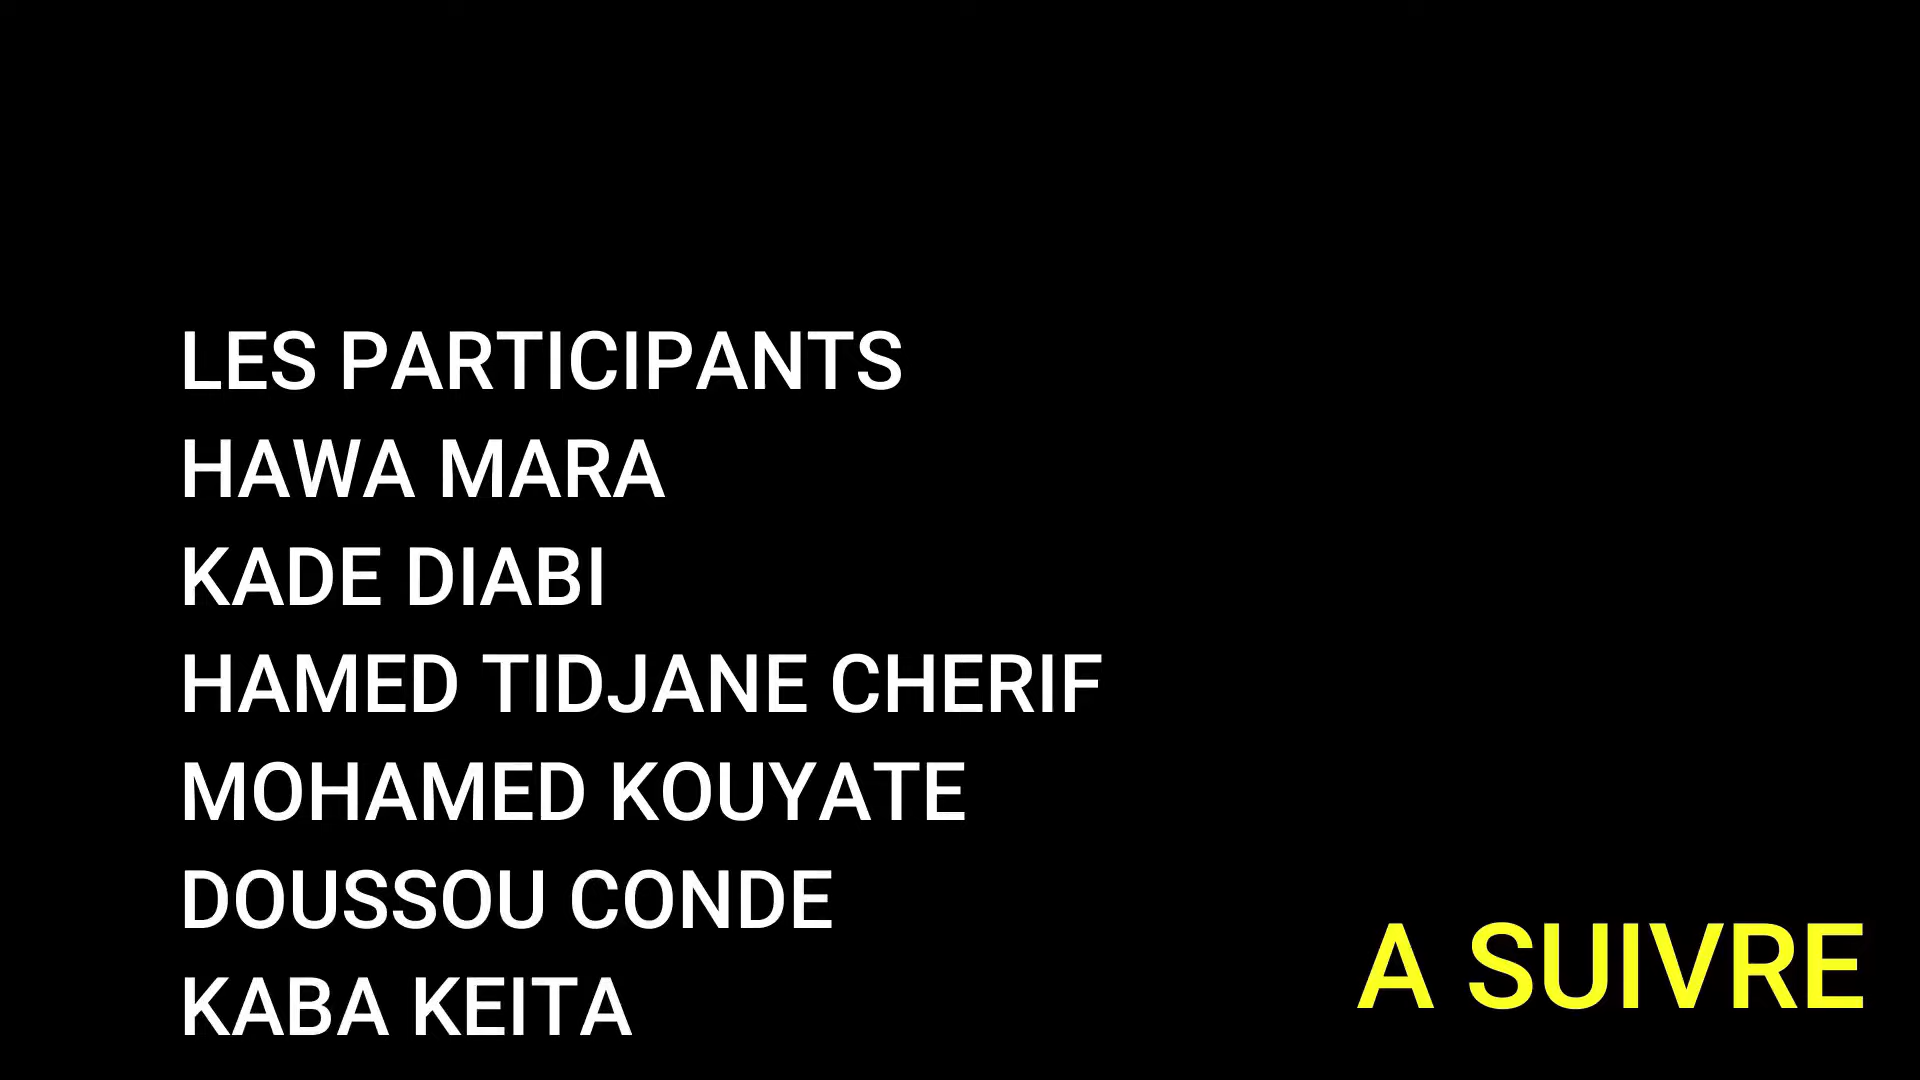 LES PARTICIPANTS
HAWA MARA
KADE DIABI
HAMED TIDJANE CHERIF
MOHAMED KOUYATE
DOUSSOU CONDE
KABA KEITA
A SUIVRE